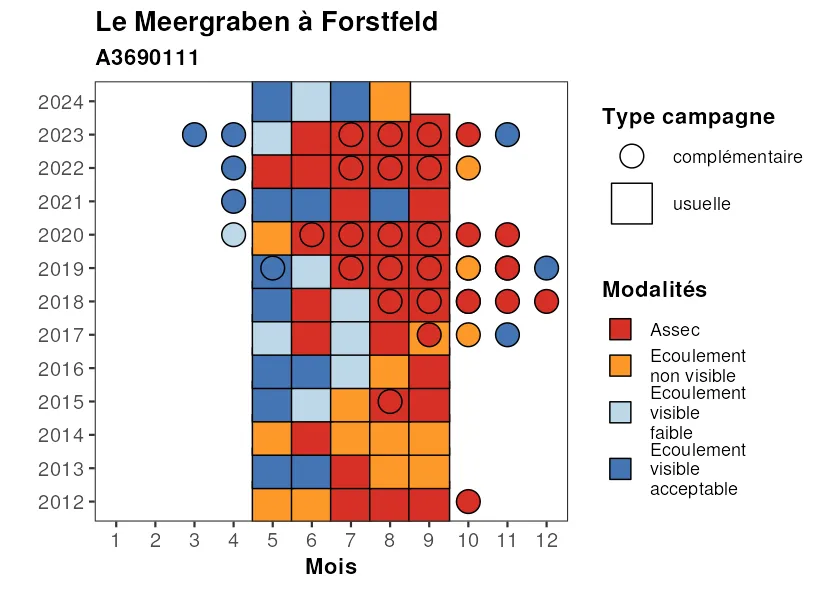 Le Meergraben à Forstfeld
A3690111
2024
2023
2022
2021
2020
2019
2018
2017
2016
2015
2014
2013
2012
1 2 3 4 5 6 7 8 9 10 11 12
Mois
Type campagne
complémentaire
usuelle
Modalités
Assec
Ecoulement
non visible
Ecoulement
visible
faible
Ecoulement
visible
acceptable